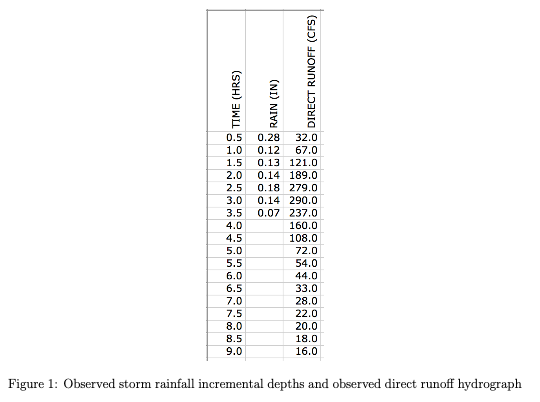 TIME (HRS) RAIN (IN) DIRECT RUNOFF (CFS)
0.5 0.28 32.0
1.0 0.12 67.0
1.5 0.13 121.0
2.0 0.14 189.0
2.5 0.18 279.0
3.0 0.14 290.0
3.5 0.07 237.0
4.0 160.0
4.5 108.0
5.0 72.0
5.5 54.0
6.0 44.0
6.5 33.0
7.0 28.0
7.5 22.0
8.0 20.0
8.5 18.0
9.0 16.0
Figure 1: Observed storm rainfall incremental depths and observed direct runoff hydrograph